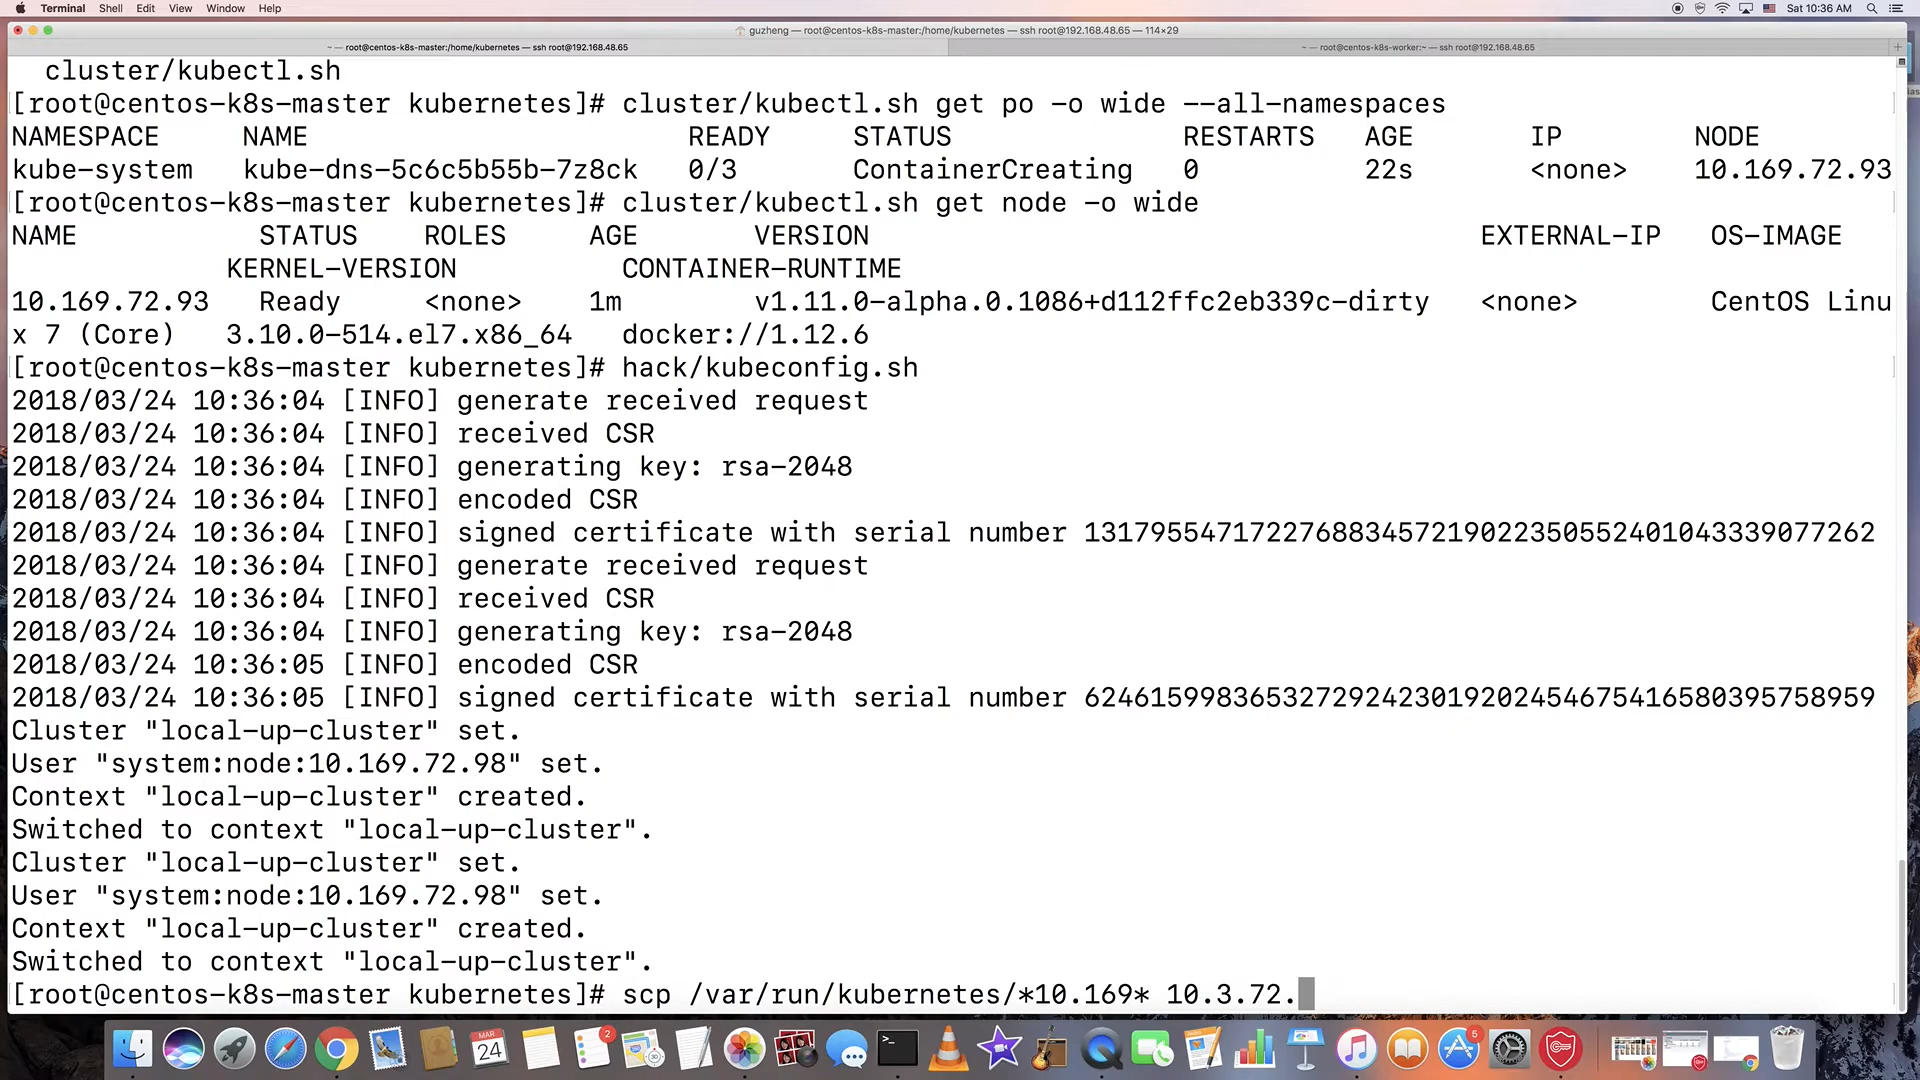 Terminal Shell Edit View Window Help Sat 10:36 AM
guzheng — root@centos-k8s-master:/home/kubernetes — ssh root@192.168.48.65 — 114×29
~ — root@centos-k8s-master:/home/kubernetes — ssh root@192.168.48.65 ~ — root@centos-k8s-worker:~ — ssh root@192.168.48.65 +
cluster/kubectl.sh
[root@centos-k8s-master kubernetes]# cluster/kubectl.sh get po -o wide --all-namespaces ]
NAMESPACE NAME READY STATUS RESTARTS AGE IP NODE
kube-system kube-dns-5c6c5b55b-7z8ck 0/3 ContainerCreating 0 22s <none> 10.169.72.93
[root@centos-k8s-master kubernetes]# cluster/kubectl.sh get node -o wide ]
NAME STATUS ROLES AGE VERSION EXTERNAL-IP OS-IMAGE
KERNEL-VERSION CONTAINER-RUNTIME
10.169.72.93 Ready <none> 1m v1.11.0-alpha.0.1086+d112ffc2eb339c-dirty <none> CentOS Linu
x 7 (Core) 3.10.0-514.el7.x86_64 docker://1.12.6
[root@centos-k8s-master kubernetes]# hack/kubeconfig.sh ]
2018/03/24 10:36:04 [INFO] generate received request
2018/03/24 10:36:04 [INFO] received CSR
2018/03/24 10:36:04 [INFO] generating key: rsa-2048
2018/03/24 10:36:04 [INFO] encoded CSR
2018/03/24 10:36:04 [INFO] signed certificate with serial number 131795547172276883457219022350552401043339077262
2018/03/24 10:36:04 [INFO] generate received request
2018/03/24 10:36:04 [INFO] received CSR
2018/03/24 10:36:04 [INFO] generating key: rsa-2048
2018/03/24 10:36:05 [INFO] encoded CSR
2018/03/24 10:36:05 [INFO] signed certificate with serial number 624615998365327292423019202454675416580395758959
Cluster "local-up-cluster" set.
User "system:node:10.169.72.98" set.
Context "local-up-cluster" created.
Switched to context "local-up-cluster".
Cluster "local-up-cluster" set.
User "system:node:10.169.72.98" set.
Context "local-up-cluster" created.
Switched to context "local-up-cluster".
[root@centos-k8s-master kubernetes]# scp /var/run/kubernetes/*10.169* 10.3.72. ]
MAR
24
2
5